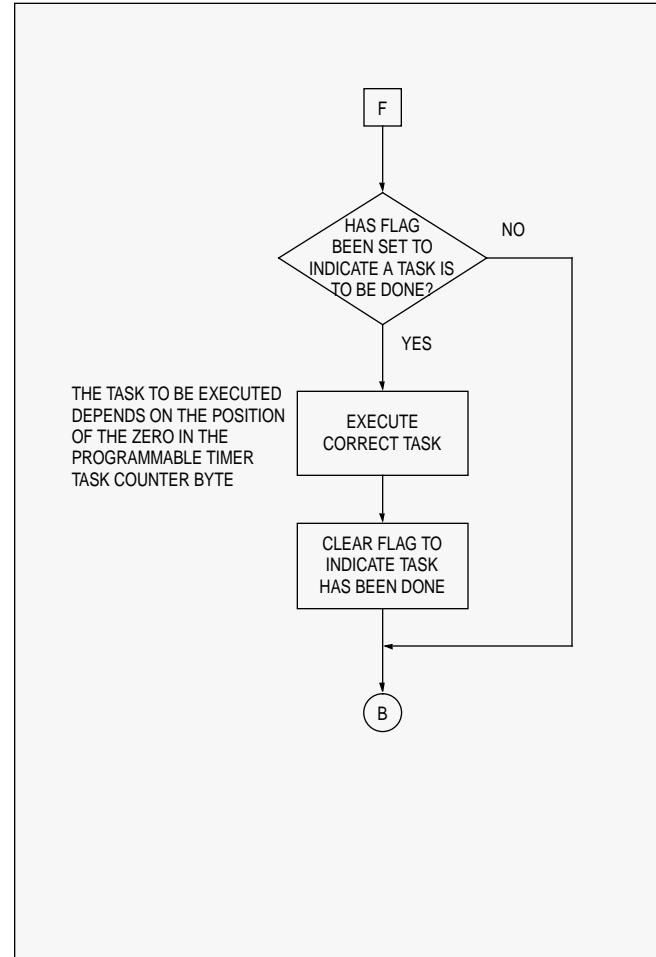 F
HAS FLAG
BEEN SET TO
INDICATE A TASK IS
TO BE DONE?
NO
YES
THE TASK TO BE EXECUTED
DEPENDS ON THE POSITION
OF THE ZERO IN THE
PROGRAMMABLE TIMER
TASK COUNTER BYTE
EXECUTE
CORRECT TASK
CLEAR FLAG TO
INDICATE TASK
HAS BEEN DONE
B